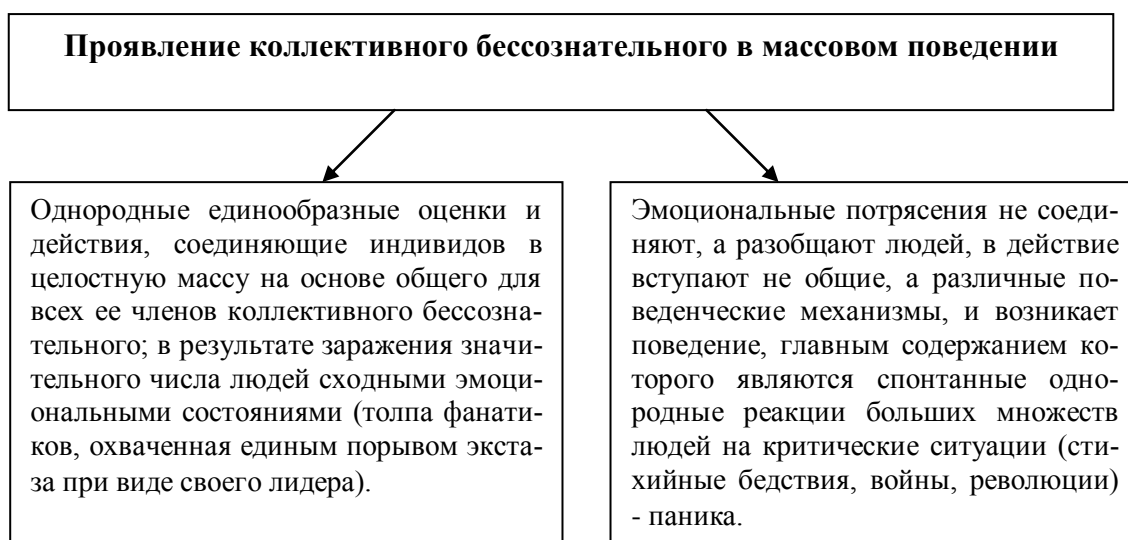 Проявление коллективного бессознательного в массовом поведении
Однородные единообразные оценки и
действия, соединяющие индивидов в
целостную массу на основе общего для
всех ее членов коллективного бессозна-
тельного; в результате заражения значи-
тельного числа людей сходными эмоци-
ональными состояниями (толпа фанати-
ков, охваченная единым порывом экста-
за при виде своего лидера).
Эмоциональные потрясения не соеди-
няют, а разобщают людей, в действие
вступают не общие, а различные по-
веденческие механизмы, и возникает
поведение, главным содержанием ко-
торого являются спонтанные одно-
родные реакции больших множеств
людей на критические ситуации (сти-
хийные бедствия, войны, революции)
- паника.